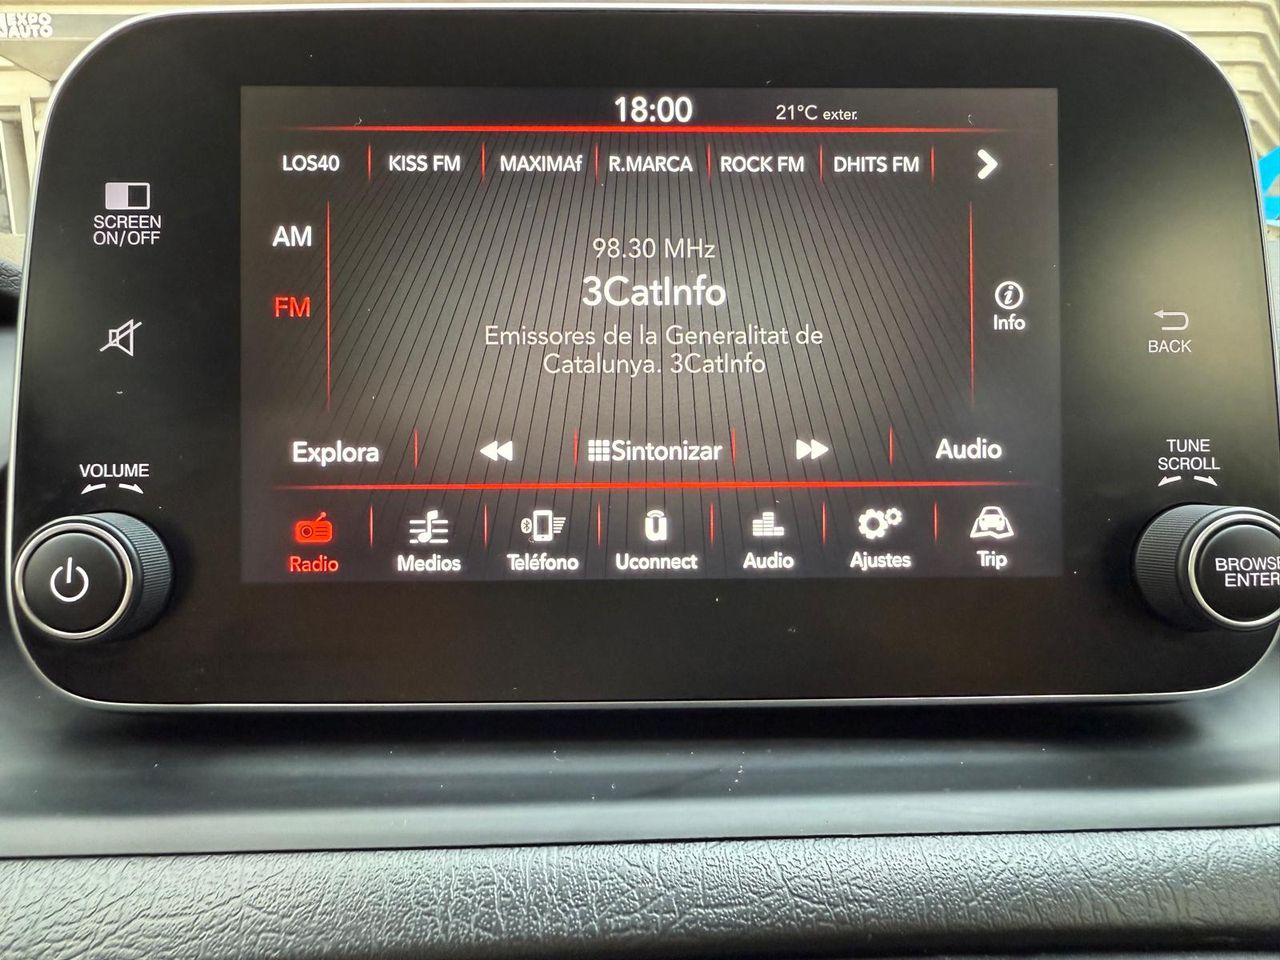 EXPO
AUTO
18:00
21°C exter.
LOS40
KISS FM
MAXIMAf
R.MARCA
ROCK FM
DHITS FM
SCREEN
ON/OFF
AM
FM
98.30 MHz
3CatInfo
Emissores de la Generalitat de
Catalunya. 3CatInfo
Info
BACK
Explora
Sintonizar
Audio
VOLUME
TUNE
SCROLL
Radio
Medios
Teléfono
Uconnect
Audio
Ajustes
Trip
BROWSE
ENTER